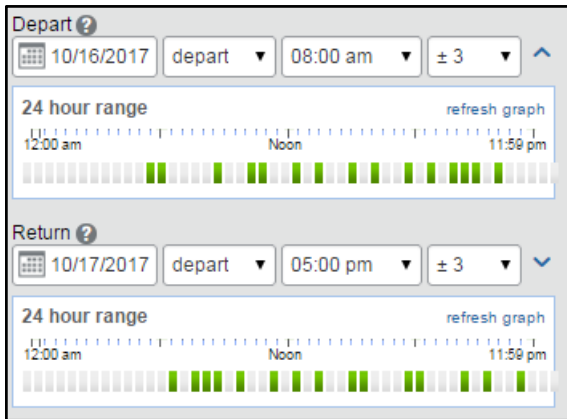 Depart ?
10/16/2017 depart 08:00 am ± 3
24 hour range refresh graph
12:00 am Noon 11:59 pm
Return ?
10/17/2017 depart 05:00 pm ± 3
24 hour range refresh graph
12:00 am Noon 11:59 pm